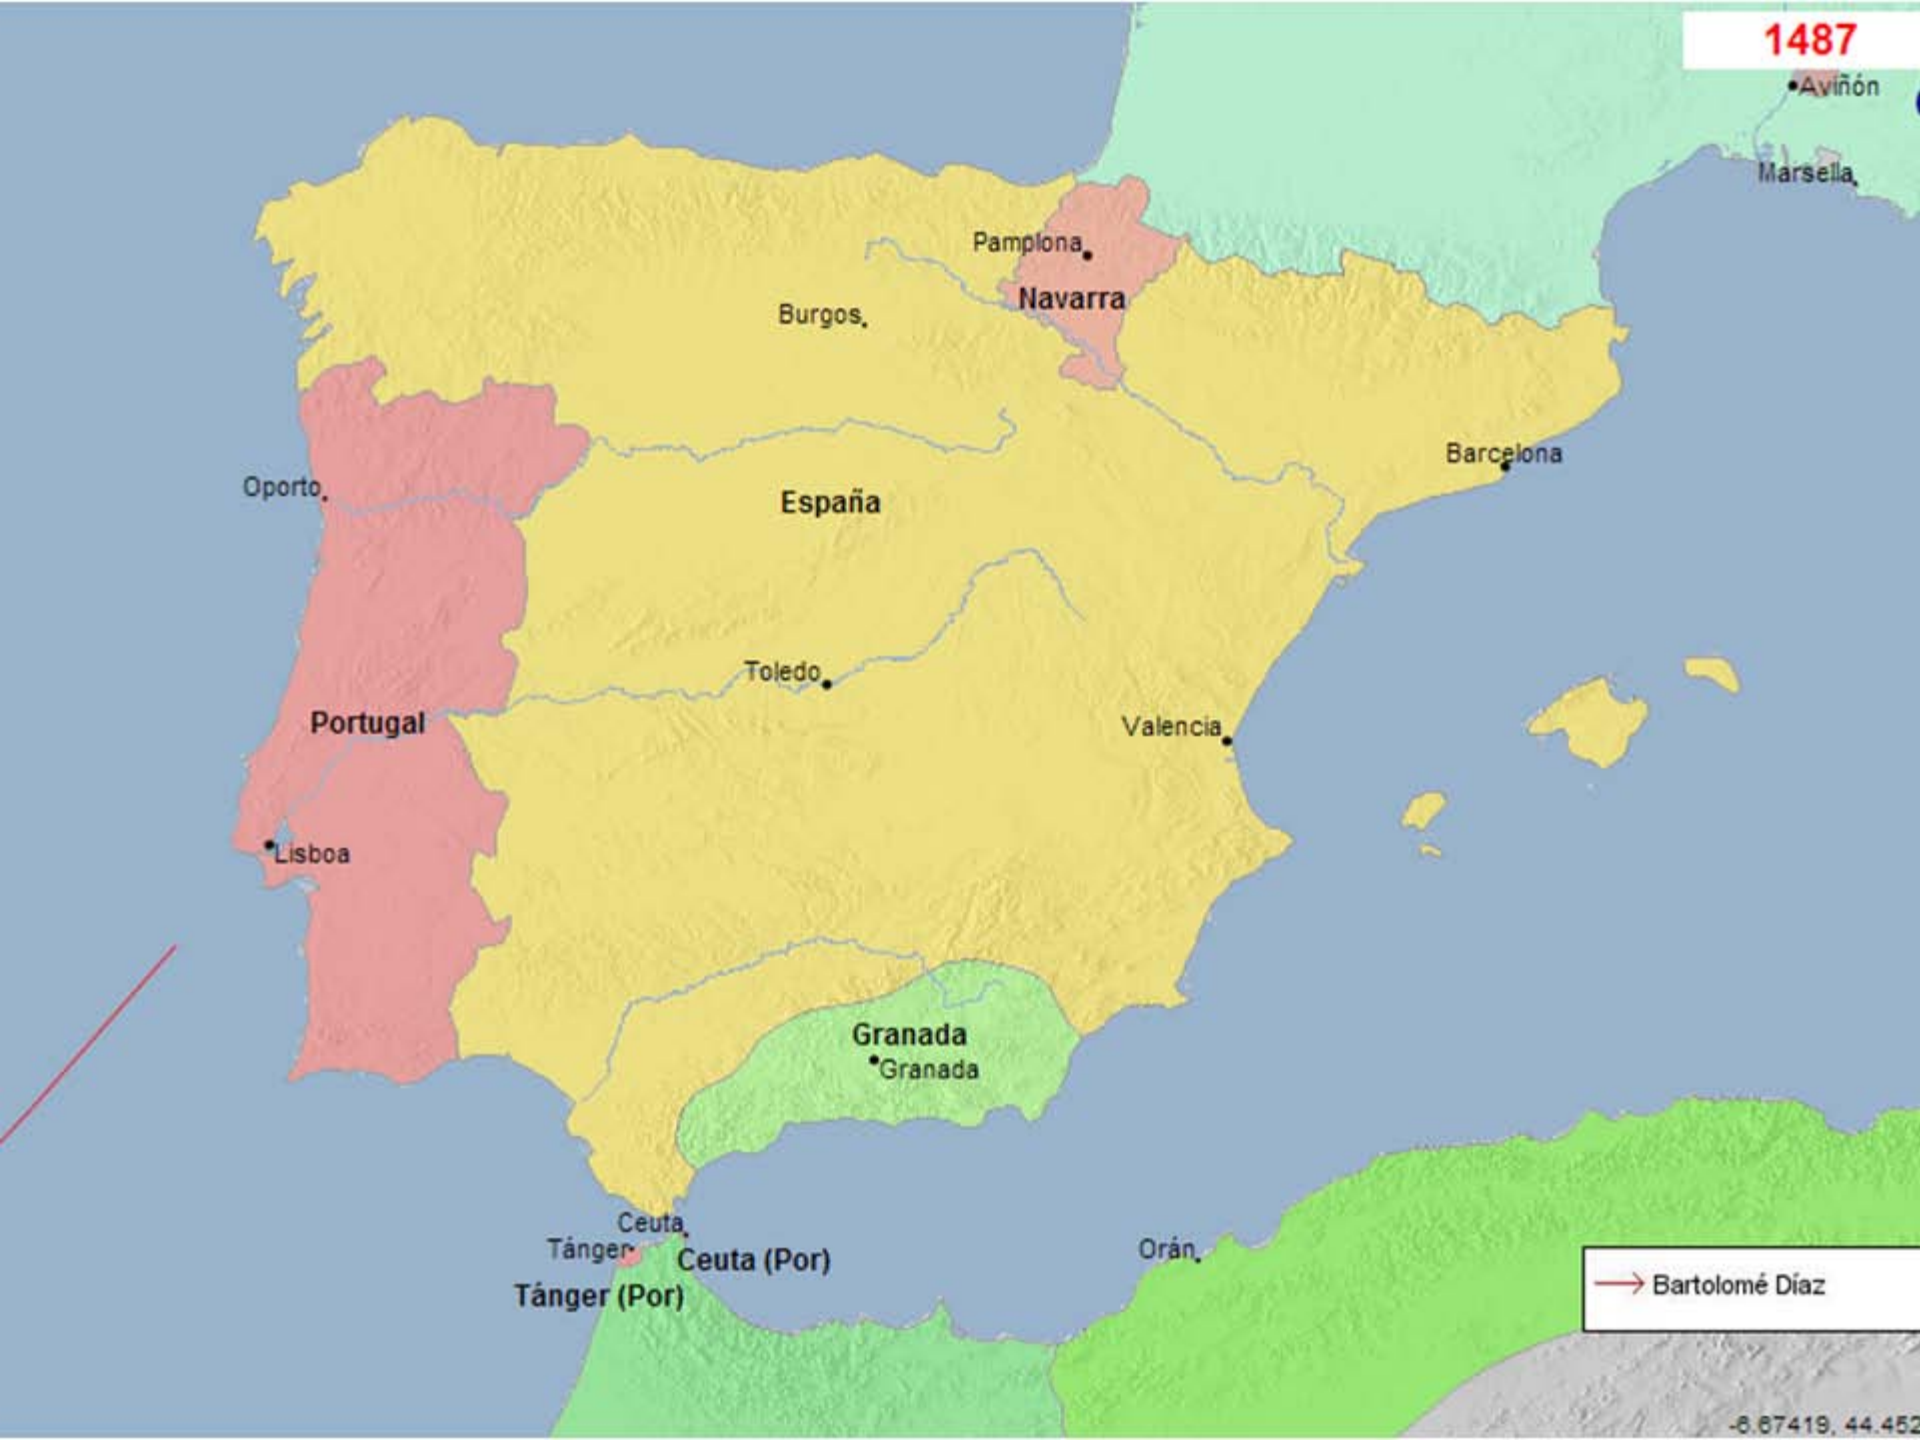 1487
Aviñón
Marsella
Pamplona
Navarra
Burgos
Barcelona
Oporto
España
Toledo
Portugal
Valencia
Lisboa
Granada
Granada
Ceuta
Tánger
Ceuta (Por)
Orán
Tánger (Por)
Bartolomé Díaz
-6.67419, 44.452